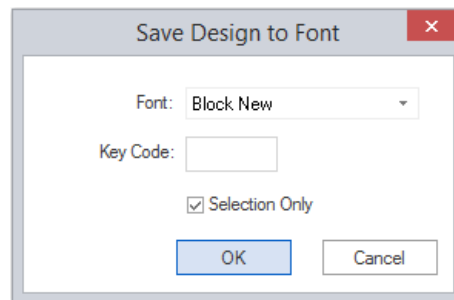 Save Design to Font
Font: Block New
Key Code:
Selection Only
OK Cancel